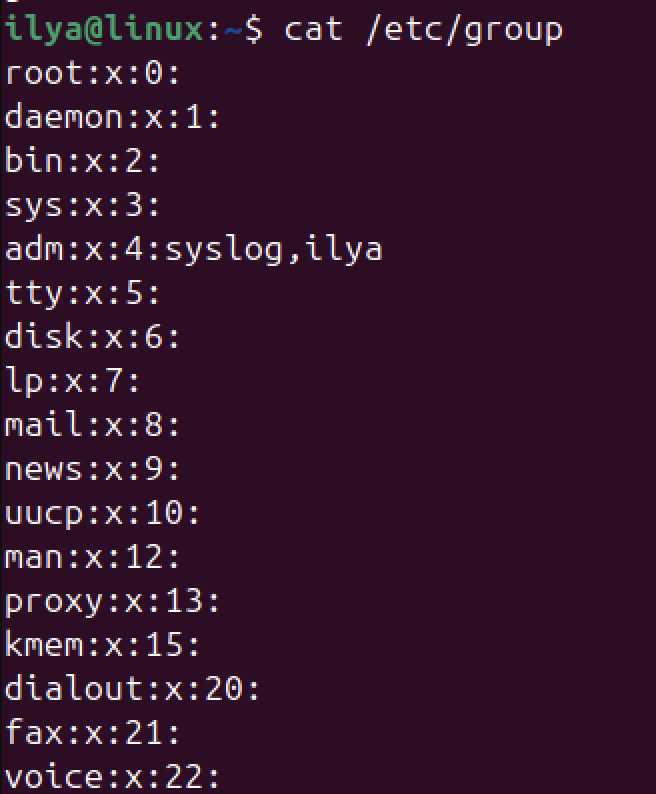 ilya@linux:~$ cat /etc/group
root:x:0:
daemon:x:1:
bin:x:2:
sys:x:3:
adm:x:4:syslog,ilya
tty:x:5:
disk:x:6:
lp:x:7:
mail:x:8:
news:x:9:
uucp:x:10:
man:x:12:
proxy:x:13:
kmem:x:15:
dialout:x:20:
fax:x:21:
voice:x:22: